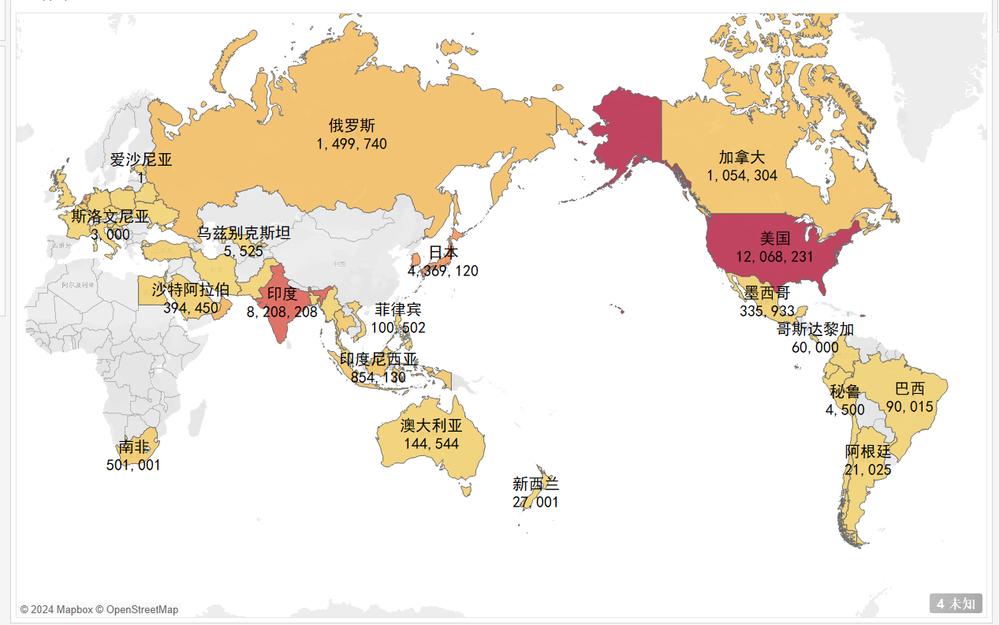 俄罗斯
1,499,740
爱沙尼亚
1
加拿大
1,054,304
斯洛文尼亚
3,000
乌兹别克斯坦
5,525
日本
4,369,120
美国
12,068,231
沙特阿拉伯
394,450
印度
8,208,208
菲律宾
100,502
墨西哥
335,933
哥斯达黎加
60,000
印度尼西亚
854,130
秘鲁
4,500
巴西
90,015
澳大利亚
144,544
南非
501,001
阿根廷
21,025
新西兰
27,001
阿尔及利亚
© 2024 Mapbox © OpenStreetMap
4 未知